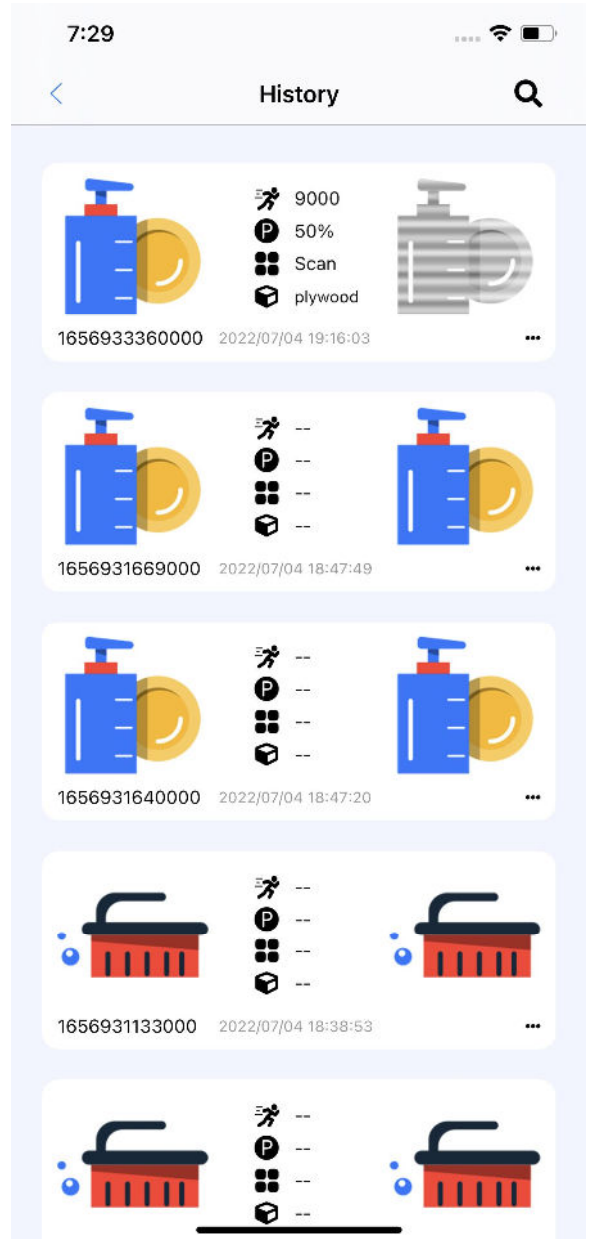 7:29
History
9000
P 50%
Scan
plywood
1656933360000 2022/07/04 19:16:03
--
P --
--
--
1656931669000 2022/07/04 18:47:49
--
P --
--
--
1656931640000 2022/07/04 18:47:20
--
P --
--
--
1656931133000 2022/07/04 18:38:53
--
P --
--
--